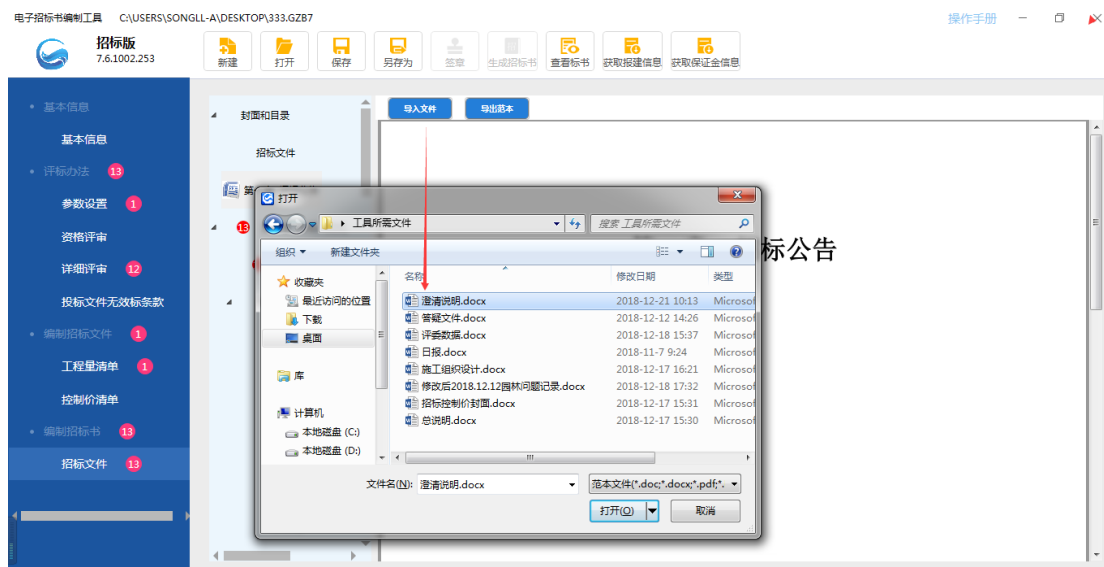 电子招标书编制工具 C:\USERS\SONGLL-A\DESKTOP\333.GZB7 操作手册
招标版
7.6.1002.253
新建 打开 保存 另存为 签章 生成招标书 查看标书 获取报建信息 获取保证金信息
基本信息
基本信息
评标办法 13
参数设置 1
资格评审
详细评审 12
投标文件无效标条款
编制招标文件 1
工程量清单 1
控制价清单
编制招标书 13
招标文件 13
封面和目录
招标文件
第
13
导入文件 导出范本
标公告
打开
工具所需文件 搜索 工具所需文件
组织 新建文件夹
收藏夹
最近访问的位置
下载
桌面
库
计算机
本地磁盘 (C:)
本地磁盘 (D:)
名称 修改日期 类型
澄清说明.docx 2018-12-21 10:13 Microsof
答疑文件.docx 2018-12-12 14:26 Microsof
评委数据.docx 2018-12-18 15:37 Microsof
日报.docx 2018-11-7 9:24 Microsof
施工组织设计.docx 2018-12-17 16:21 Microsof
修改后2018.12.12园林问题记录.docx 2018-12-18 17:32 Microsof
招标控制价封面.docx 2018-12-17 15:31 Microsof
总说明.docx 2018-12-17 15:30 Microsof
文件名(N): 澄清说明.docx 范本文件(*.doc;*.docx;*.pdf;*.
打开(O) 取消